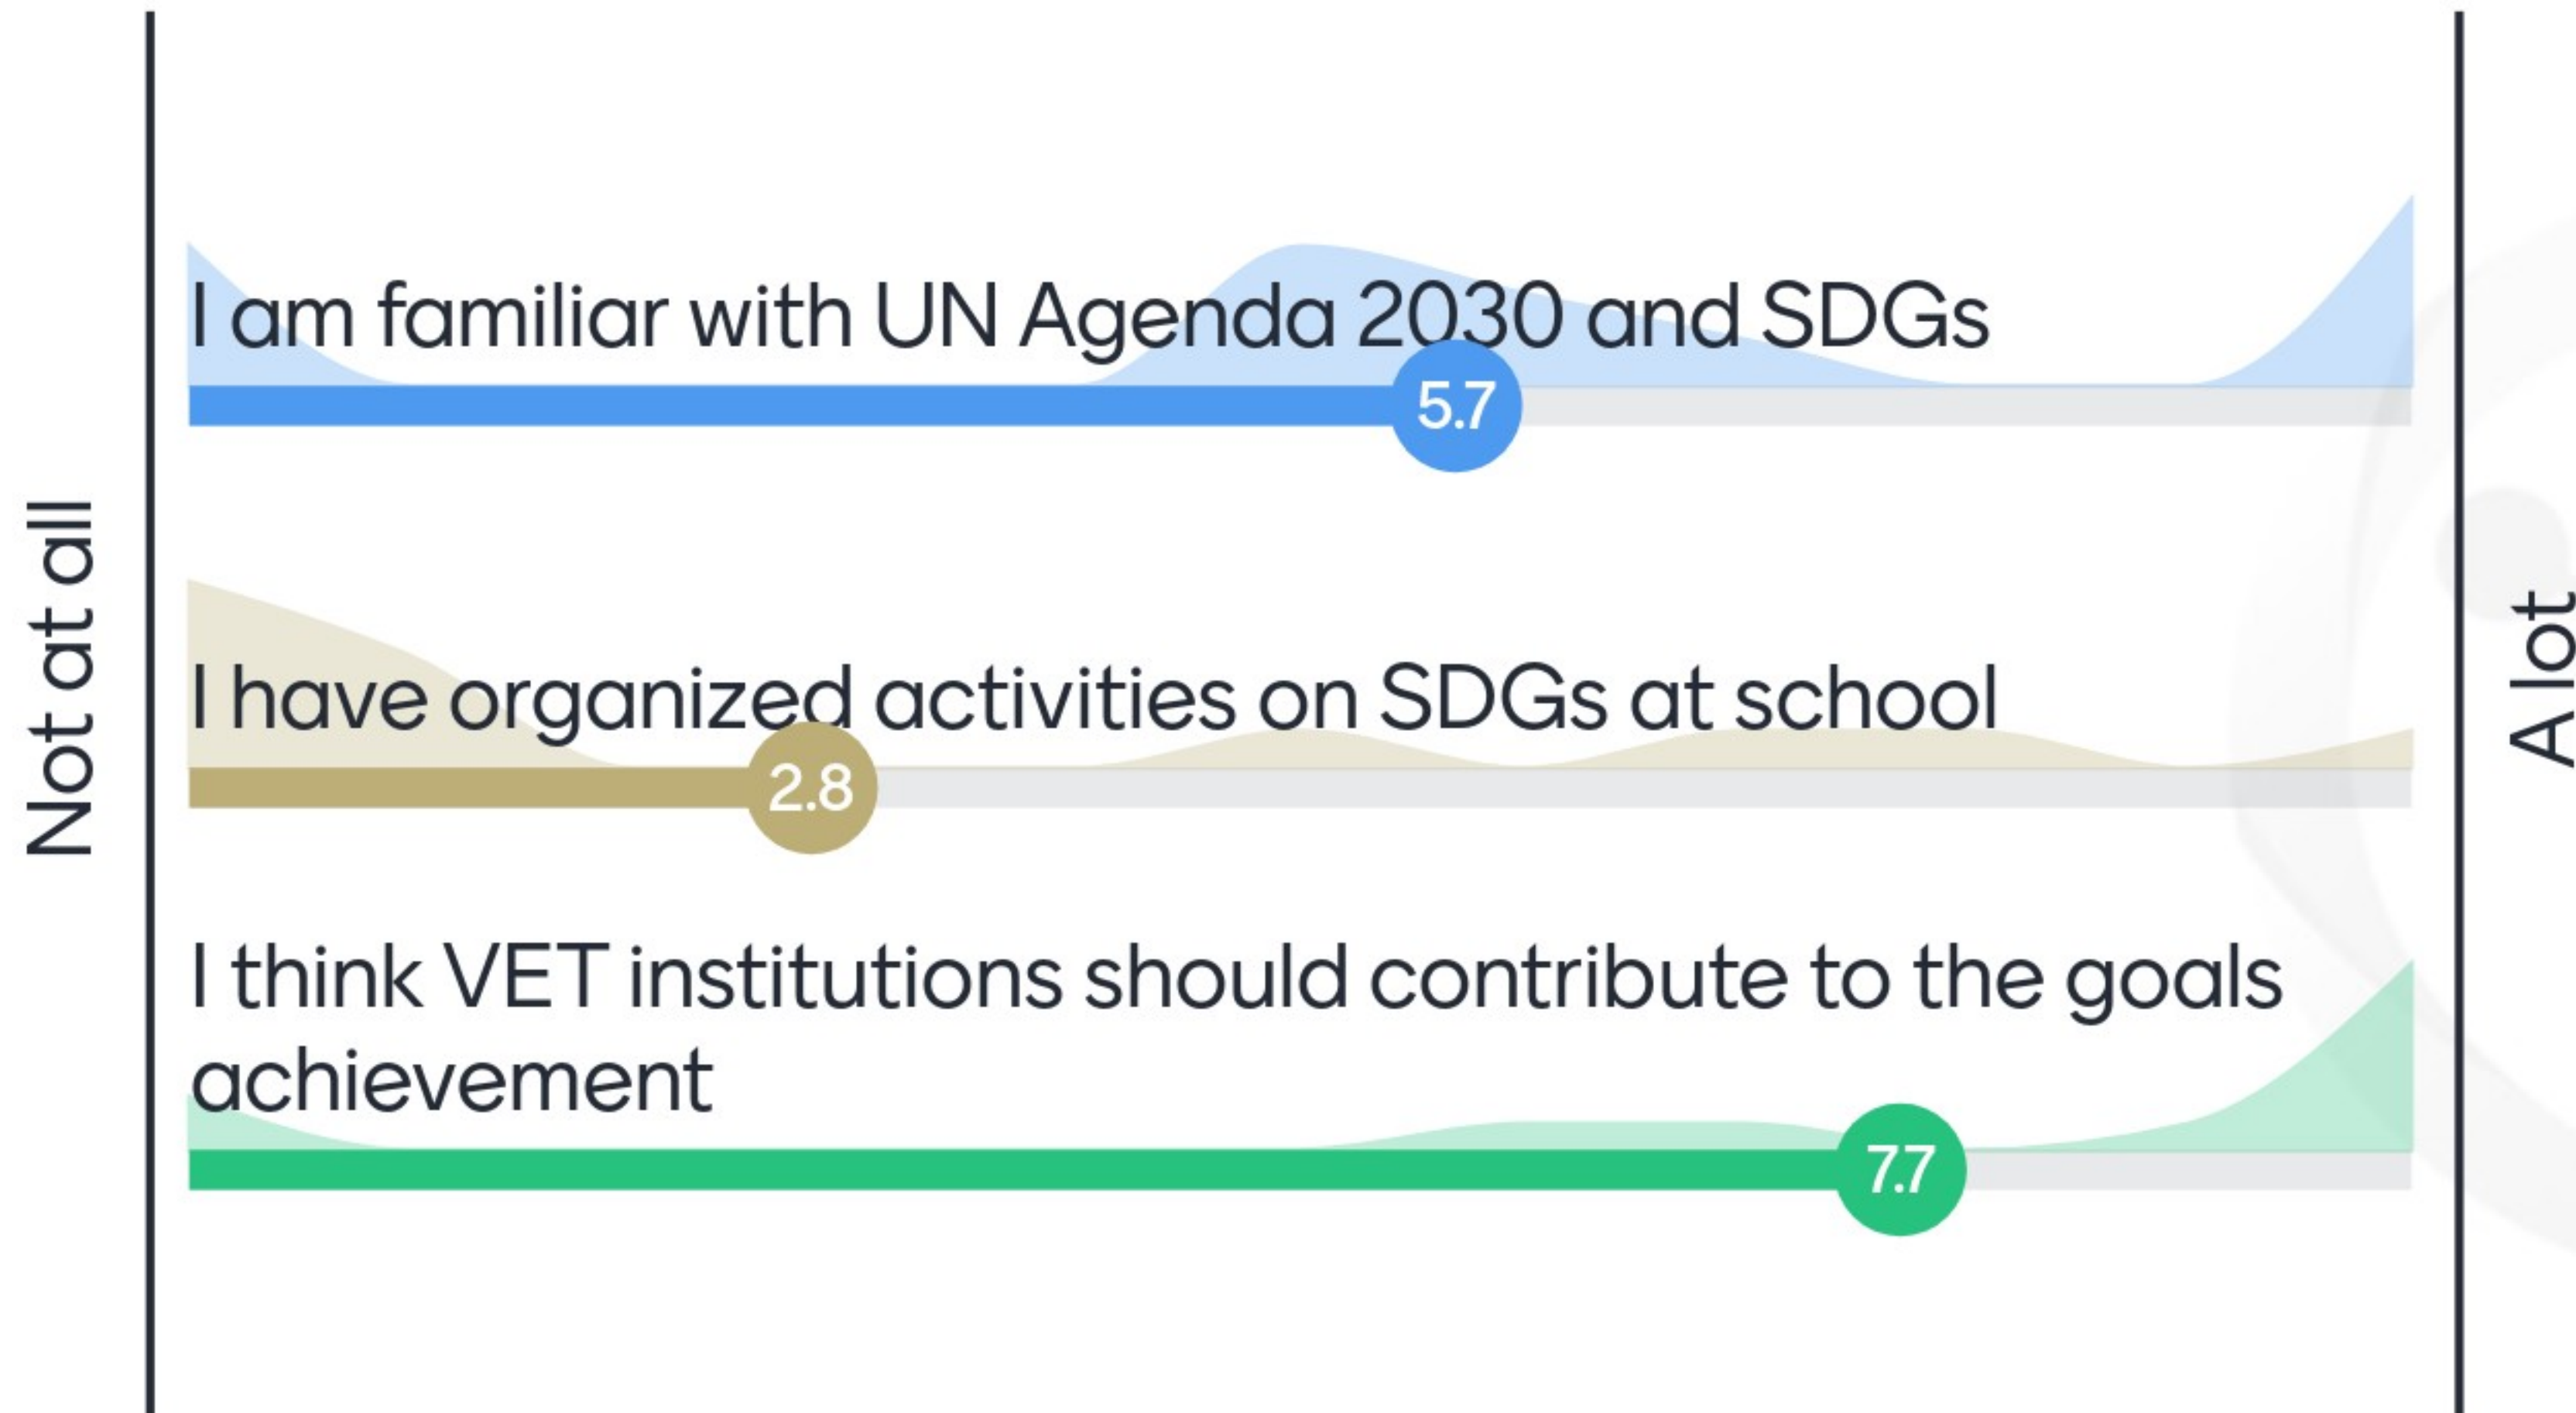 Not at all
I am familiar with UN Agenda 2030 and SDGs
5.7
I have organized activities on SDGs at school
2.8
I think VET institutions should contribute to the goals
achievement
7.7
A lot